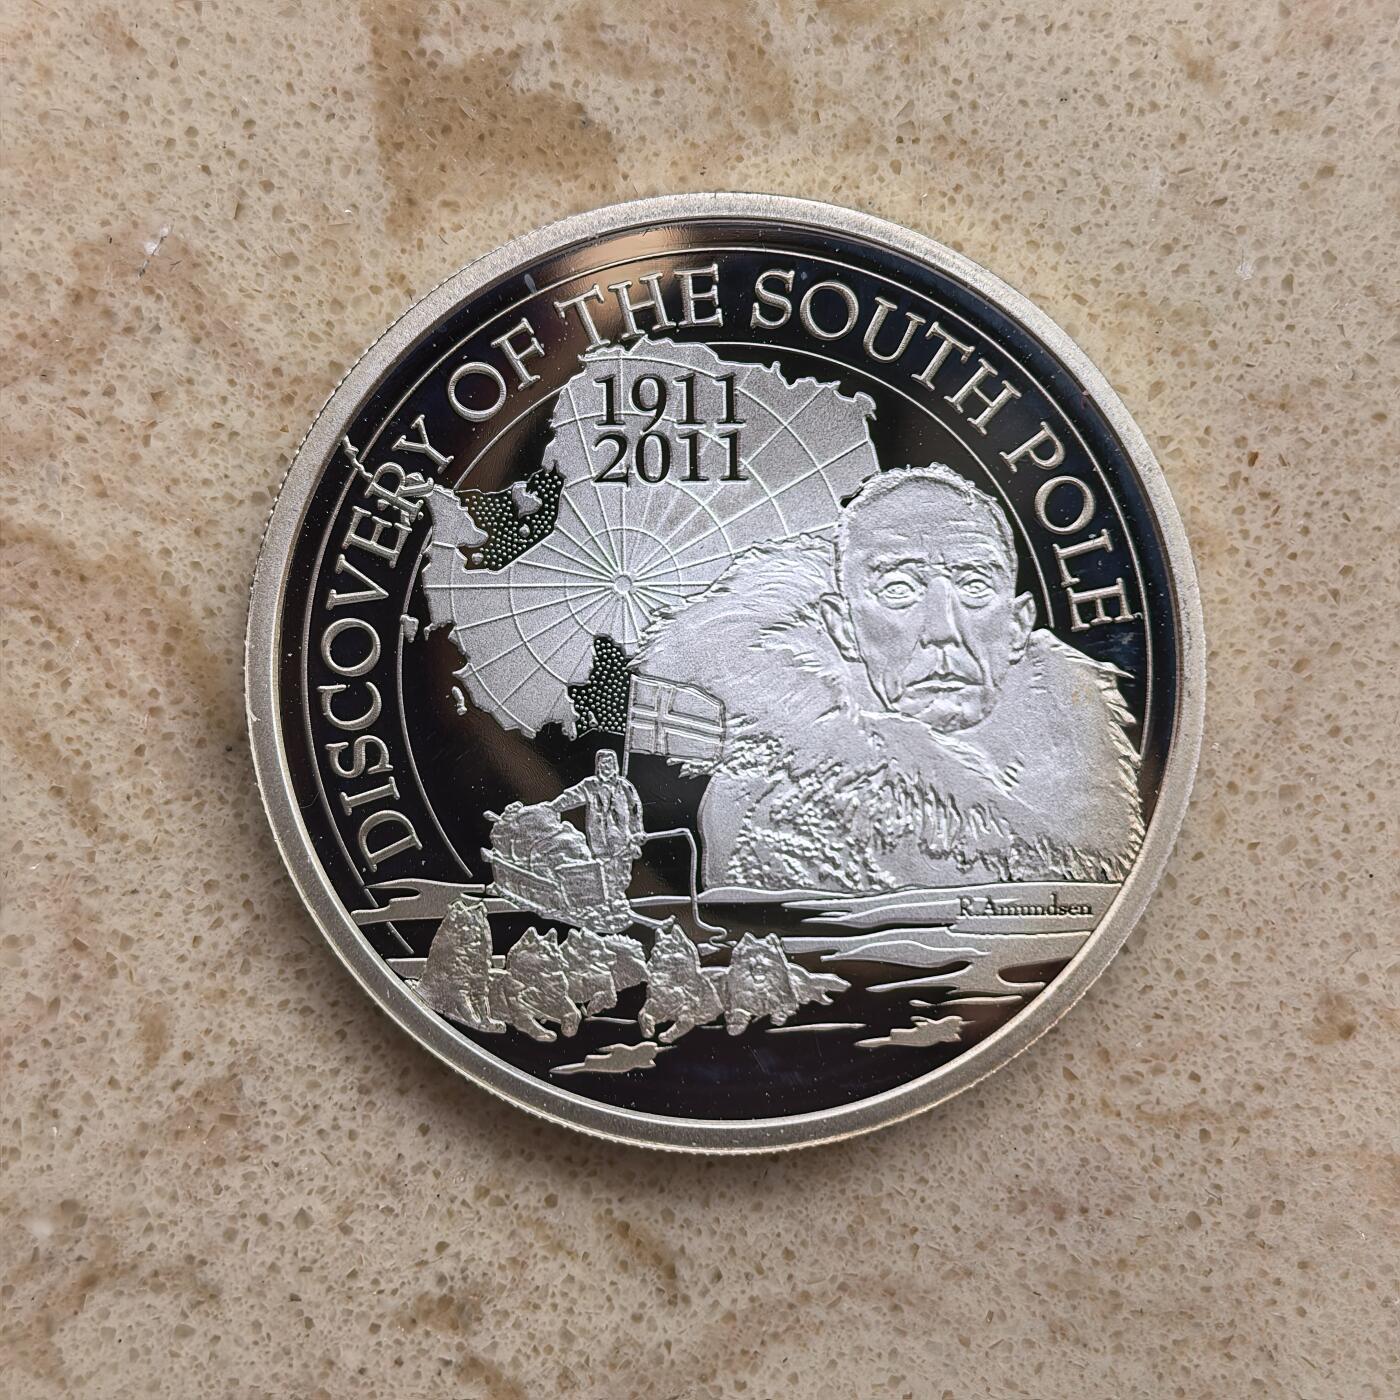 DISCOVERY OF THE SOUTH POLE
1911
2011
R.Amundsen